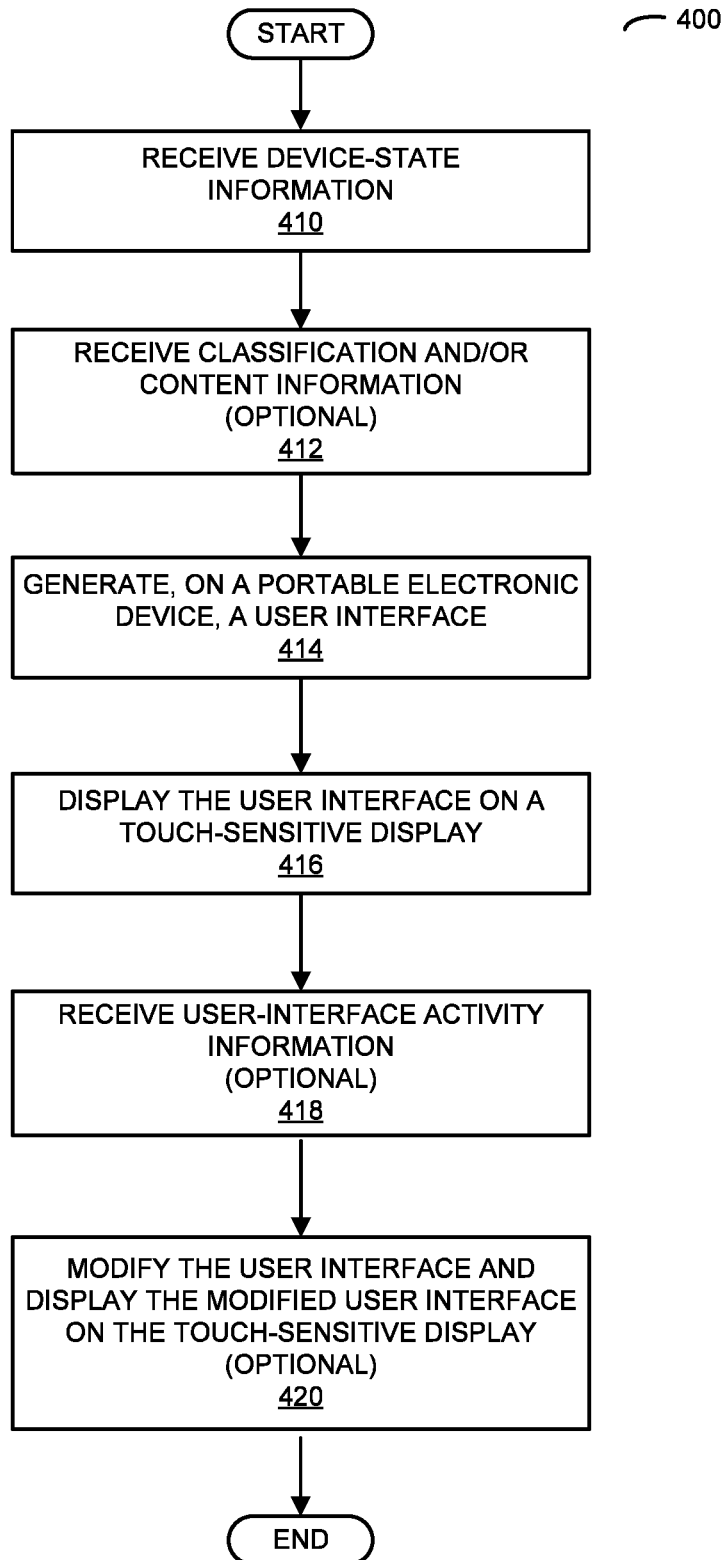 START
400
RECEIVE DEVICE-STATE
INFORMATION
410
RECEIVE CLASSIFICATION AND/OR
CONTENT INFORMATION
(OPTIONAL)
412
GENERATE, ON A PORTABLE ELECTRONIC
DEVICE, A USER INTERFACE
414
DISPLAY THE USER INTERFACE ON A
TOUCH-SENSITIVE DISPLAY
416
RECEIVE USER-INTERFACE ACTIVITY
INFORMATION
(OPTIONAL)
418
MODIFY THE USER INTERFACE AND
DISPLAY THE MODIFIED USER INTERFACE
ON THE TOUCH-SENSITIVE DISPLAY
(OPTIONAL)
420
END